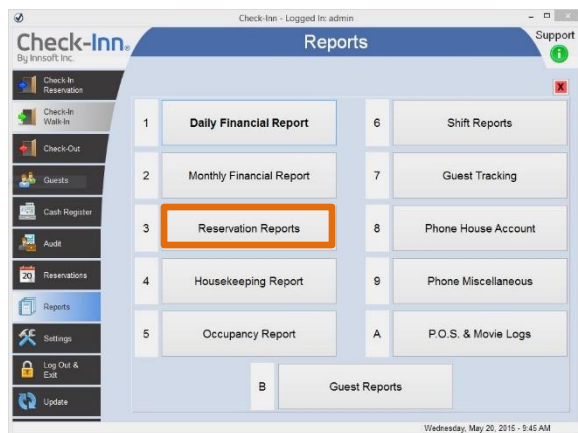 Check-Inn - Logged In: admin
Check-Inn®
By Innsoft Inc.
Reports
Support
Check-In
Reservation
Check-In
Walk-In
Check-Out
Guests
Cash Register
Audit
20
Reservations
Reports
Settings
Log Out &
Exit
Update
X
1 Daily Financial Report
2 Monthly Financial Report
3 Reservation Reports
4 Housekeeping Report
5 Occupancy Report
6 Shift Reports
7 Guest Tracking
8 Phone House Account
9 Phone Miscellaneous
A P.O.S. & Movie Logs
B Guest Reports
Wednesday, May 20, 2015 - 9:45 AM